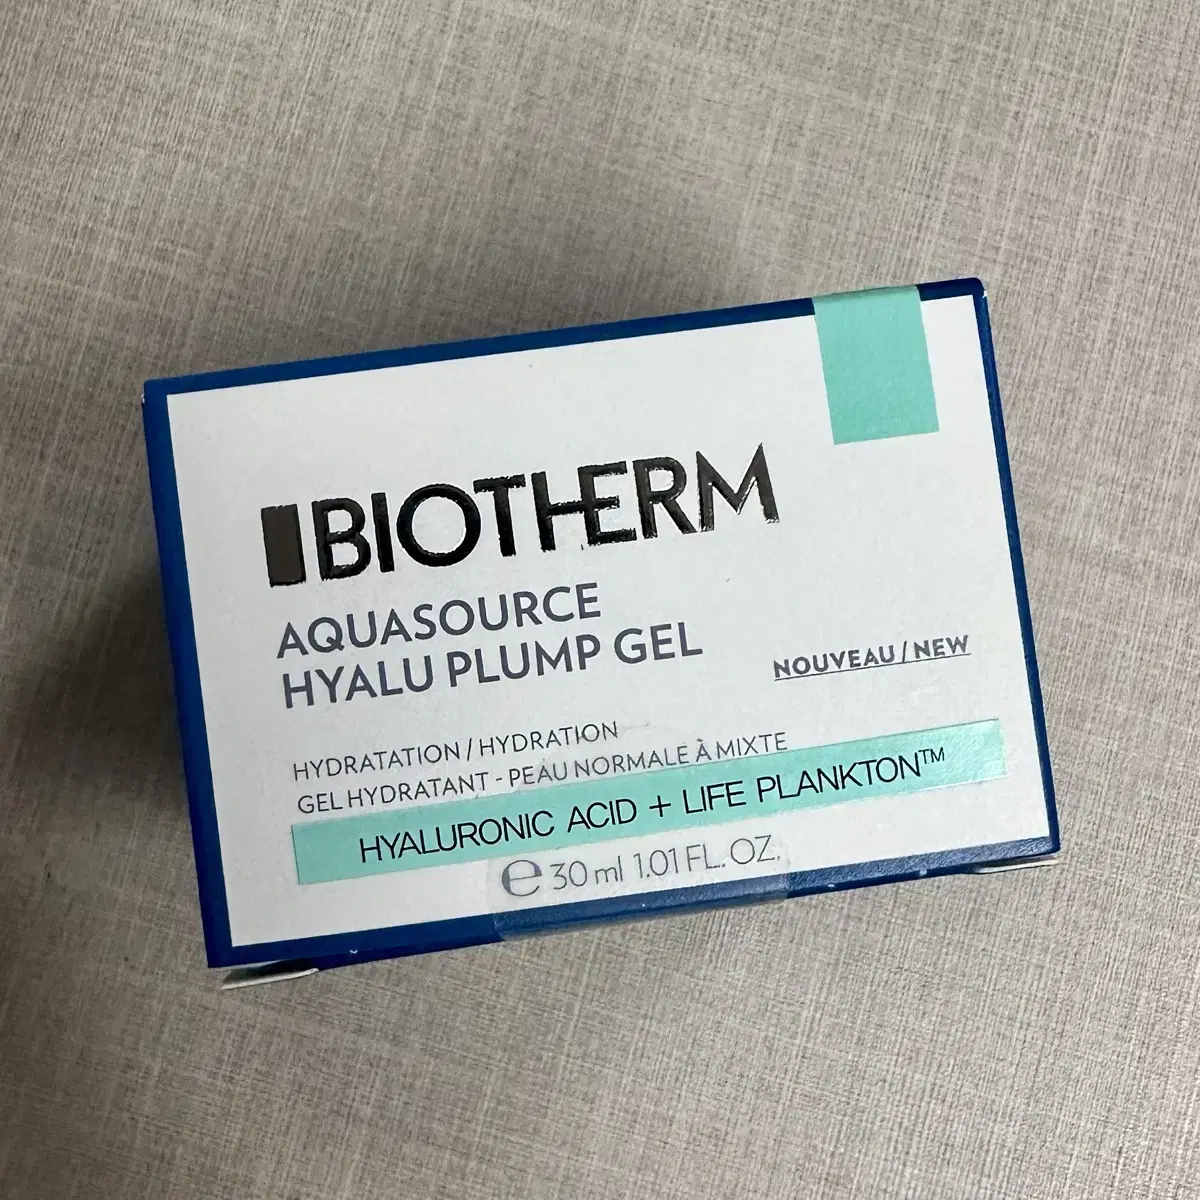 BIOTHERM
AQUASOURCE
HYALU PLUMP GEL
NOUVEAU / NEW
HYDRATATION / HYDRATION
GEL HYDRATANT - PEAU NORMALE À MIXTE
HYALURONIC ACID + LIFE PLANKTON™
℮ 30 ml 1.01 FL. OZ.